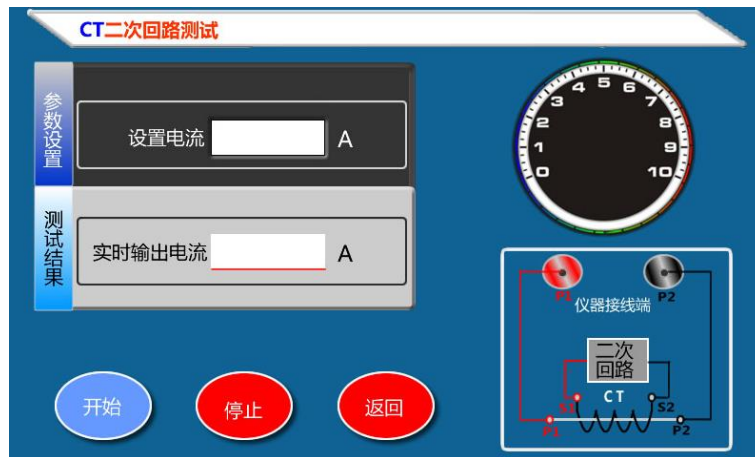 CT二次回路测试
参数设置
设置电流 A
测试结果
实时输出电流 A
开始
停止
返回
0 1 2 3 4 5 6 7 8 9 10
P1 P2
仪器接线端
二次
回路
CT
S1 S2
P1 P2